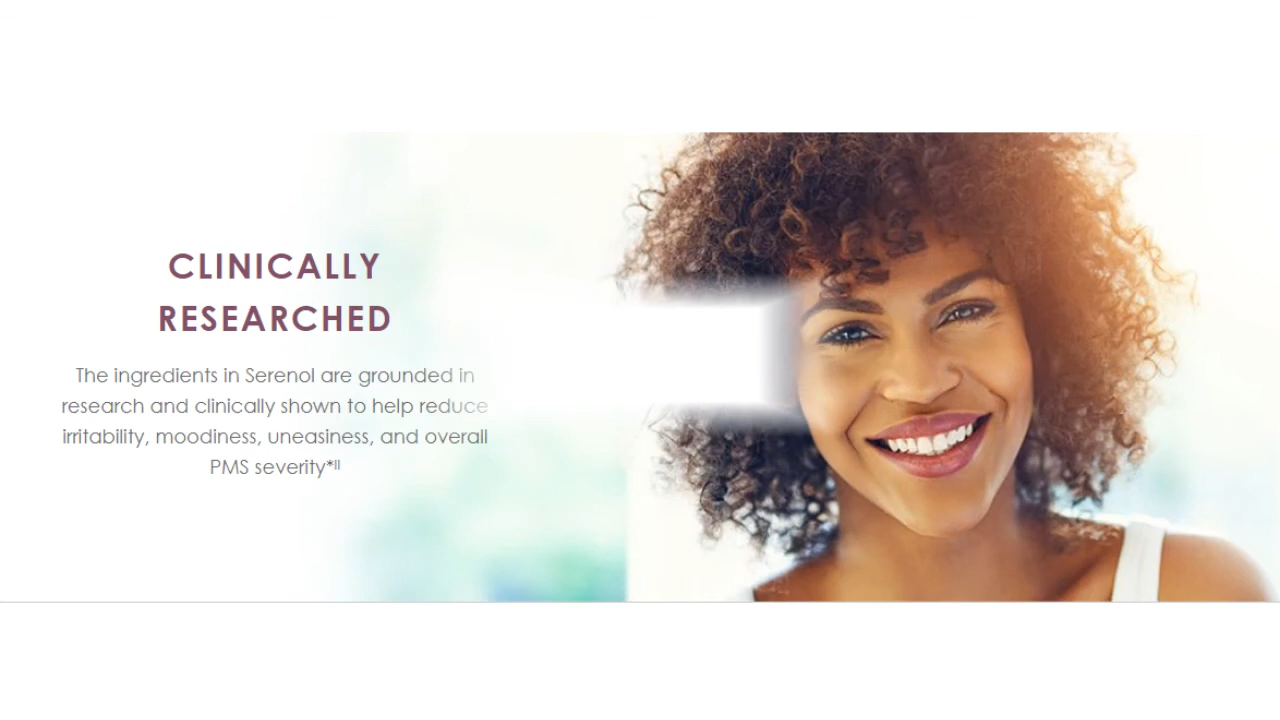 CLINICALLY
RESEARCHED
The ingredients in Serenol are grounded in
research and clinically shown to help reduce
irritability, moodiness, uneasiness, and overall
PMS severity*ǁ